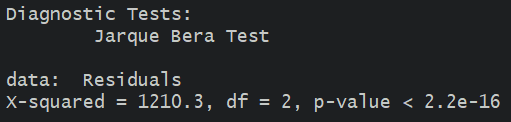 Diagnostic Tests:
Jarque Bera Test
data: Residuals
X-squared = 1210.3, df = 2, p-value < 2.2e-16